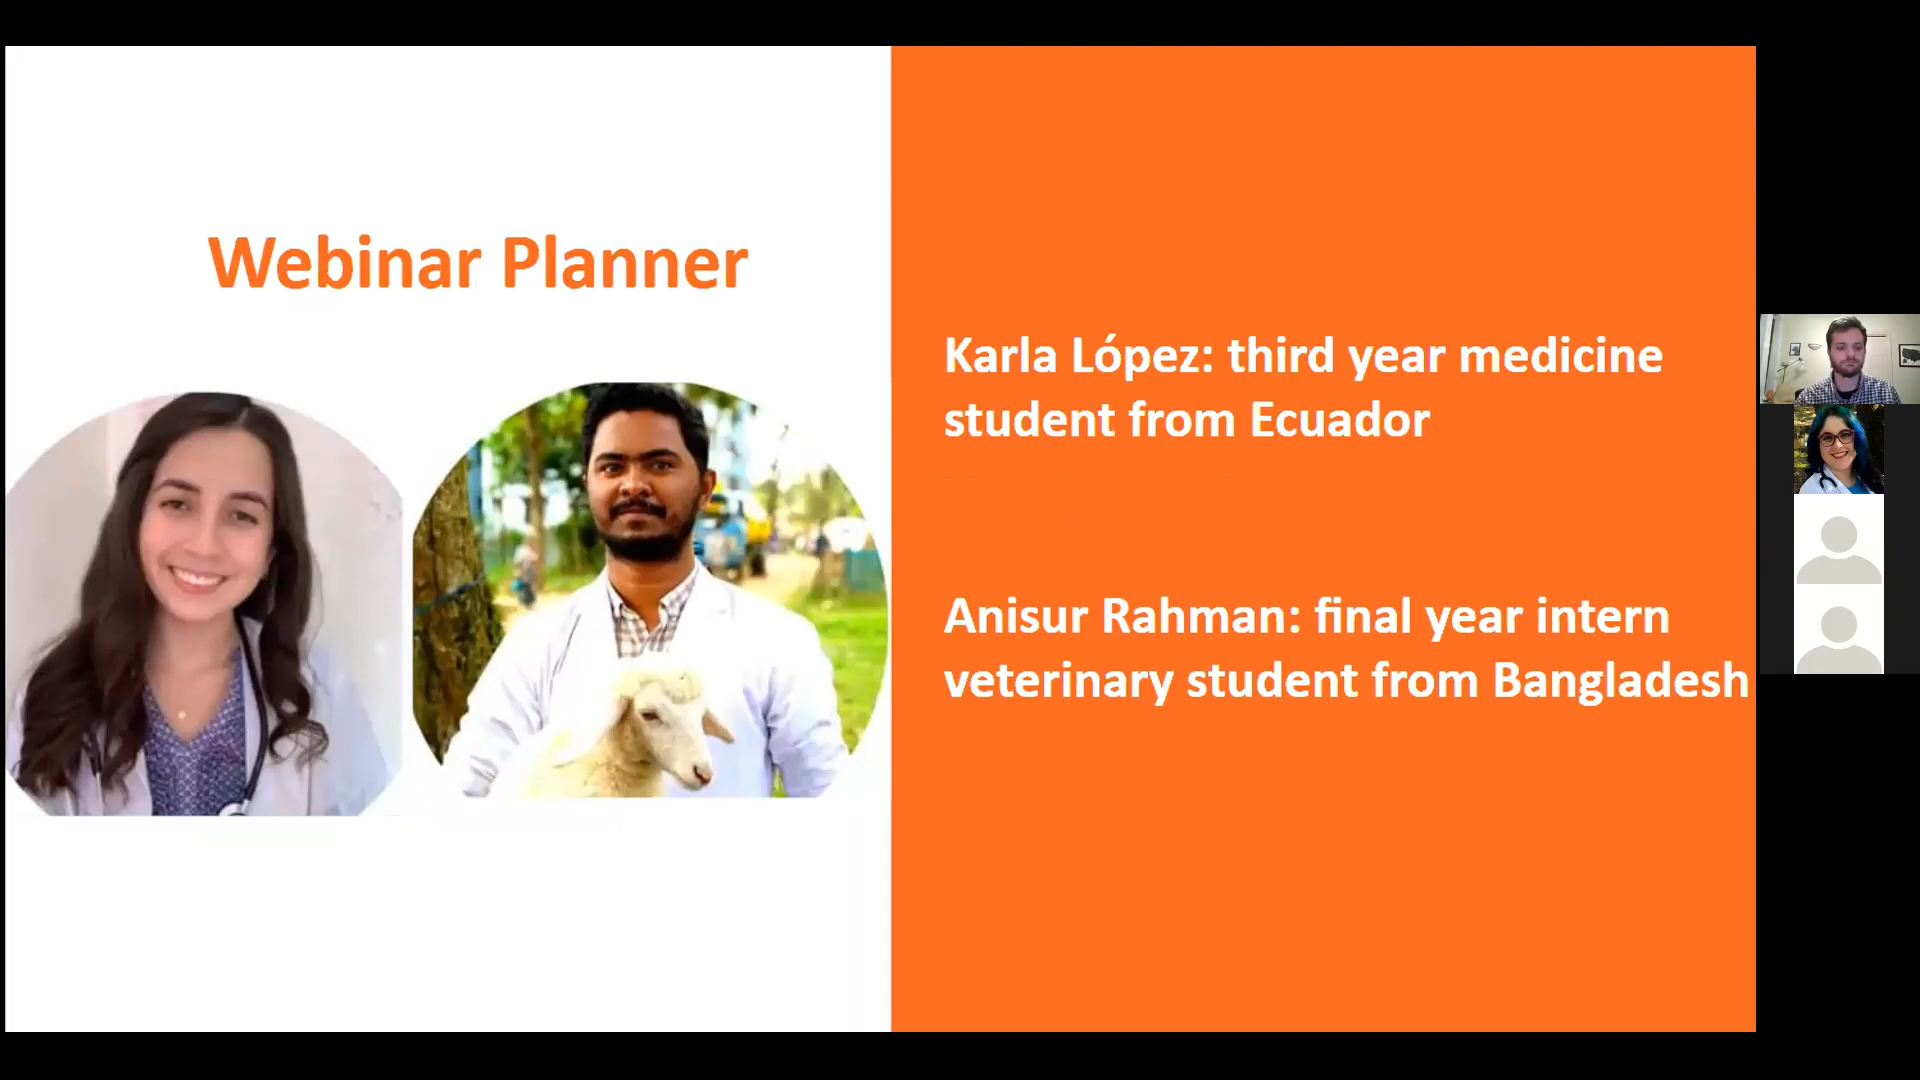 Webinar Planner
Karla López: third year medicine
student from Ecuador
Anisur Rahman: final year intern
veterinary student from Bangladesh